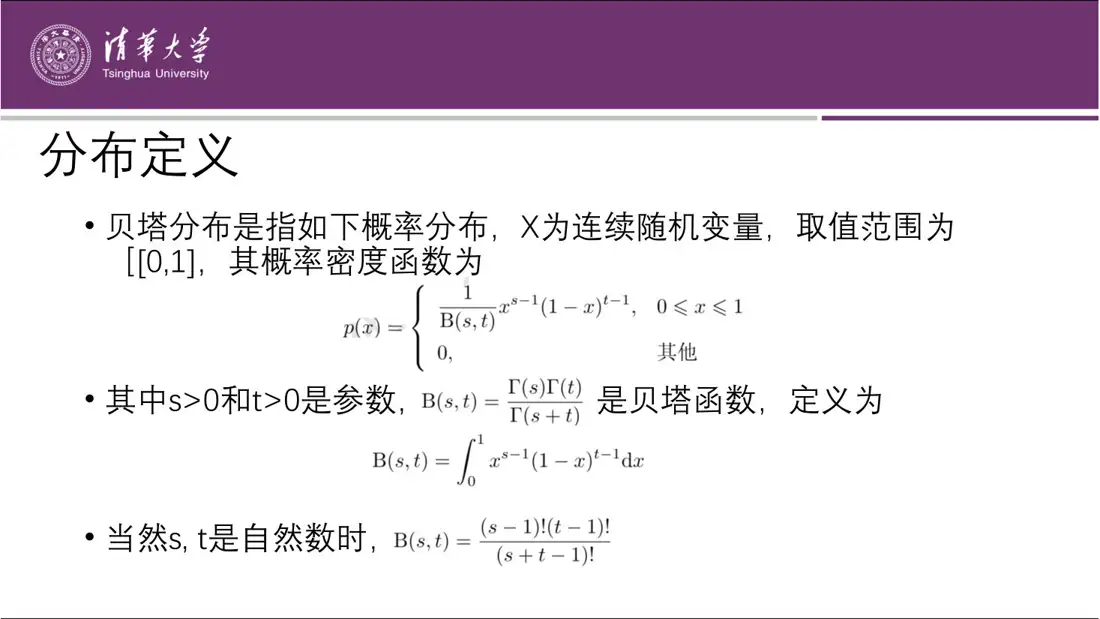 清华大学
Tsinghua University
分布定义
• 贝塔分布是指如下概率分布，X为连续随机变量，取值范围为
[[0,1]，其概率密度函数为
p(x) = { 1/B(s,t) x^{s−1}(1 − x)^{t−1}, 0 ⩽ x ⩽ 1
0, 其他
• 其中s>0和t>0是参数，B(s,t) = Γ(s)Γ(t)/Γ(s + t) 是贝塔函数，定义为
B(s,t) = ∫_0^1 x^{s−1}(1 − x)^{t−1}dx
• 当然s, t是自然数时，B(s,t) = (s − 1)!(t − 1)!/(s + t − 1)!